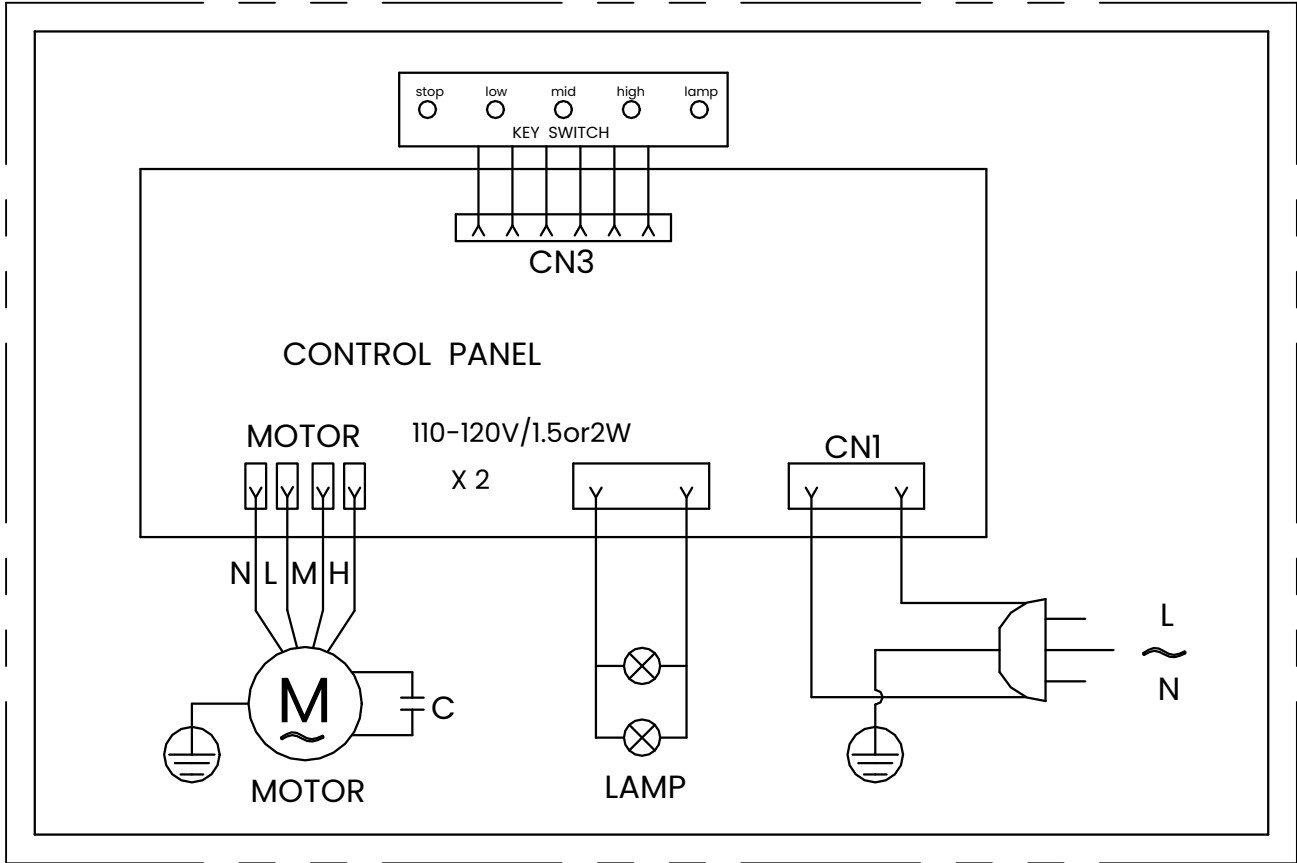 stop low mid high lamp
KEY SWITCH
CN3
CONTROL PANEL
MOTOR 110-120V/1.5or2W CN1
X 2
N L M H
L
N
M
C
MOTOR LAMP